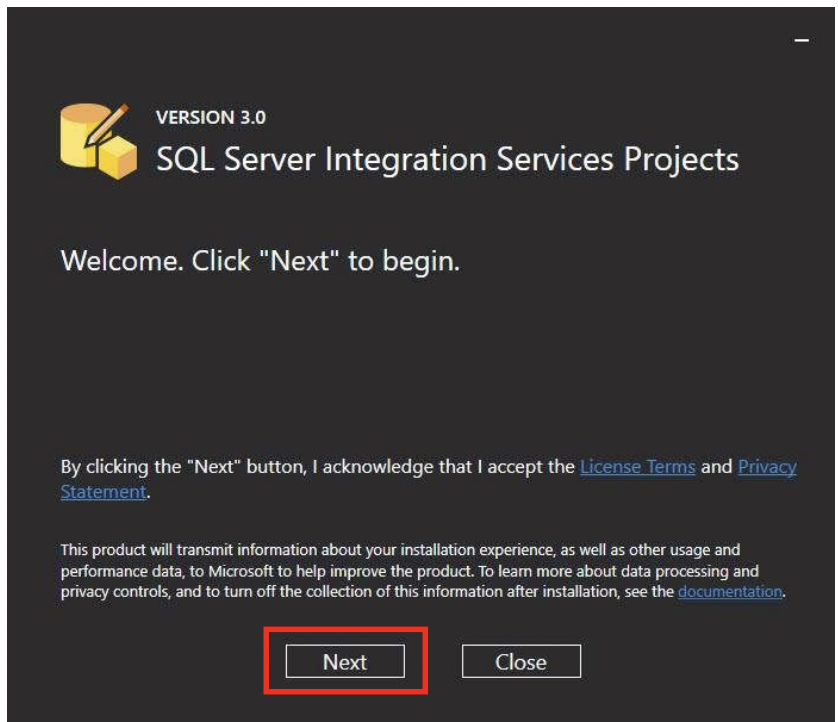 VERSION 3.0
SQL Server Integration Services Projects
Welcome. Click "Next" to begin.
By clicking the "Next" button, I acknowledge that I accept the License Terms and Privacy
Statement.
This product will transmit information about your installation experience, as well as other usage and
performance data, to Microsoft to help improve the product. To learn more about data processing and
privacy controls, and to turn off the collection of this information after installation, see the documentation.
Next Close